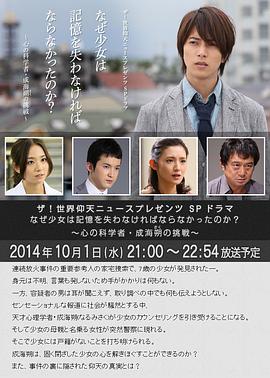 ザ!世界仰天ニュースプレゼンツ SPドラマ
なぜ少女は
記憶を失わなければ
ならなかったのか?
~心の科学者・成海朔の挑戦~
ザ!世界仰天ニュースプレゼンツ SPドラマ
なぜ少女は記憶を失わなければならなかったのか?
~心の科学者・成海朔の挑戦~
2014年10月1日(水)21:00~22:54放送予定
連続放火事件の重要参考人の家宅捜索で、7歳の少女が発見された―。
身元は不明、言葉も発しないため手がかりは何もない。
一方、容疑者の男は耳が聞こえず、取り調べの中でも何も伝えようとしない。
センセーショナルな報道に社会が騒然とする中、
天才心理学者・成海朔(なるみさく)が少女のカウンセリングを引き受けることになる。
そして少女の母親と名乗る女性が突然警察に現れる。
そこで少女には戸籍がないことを打ち明けられる。
成海朔は、固く閉ざした少女の心を解きほぐすことができるのか?
また、事件の裏に隠された仰天の真実とは?